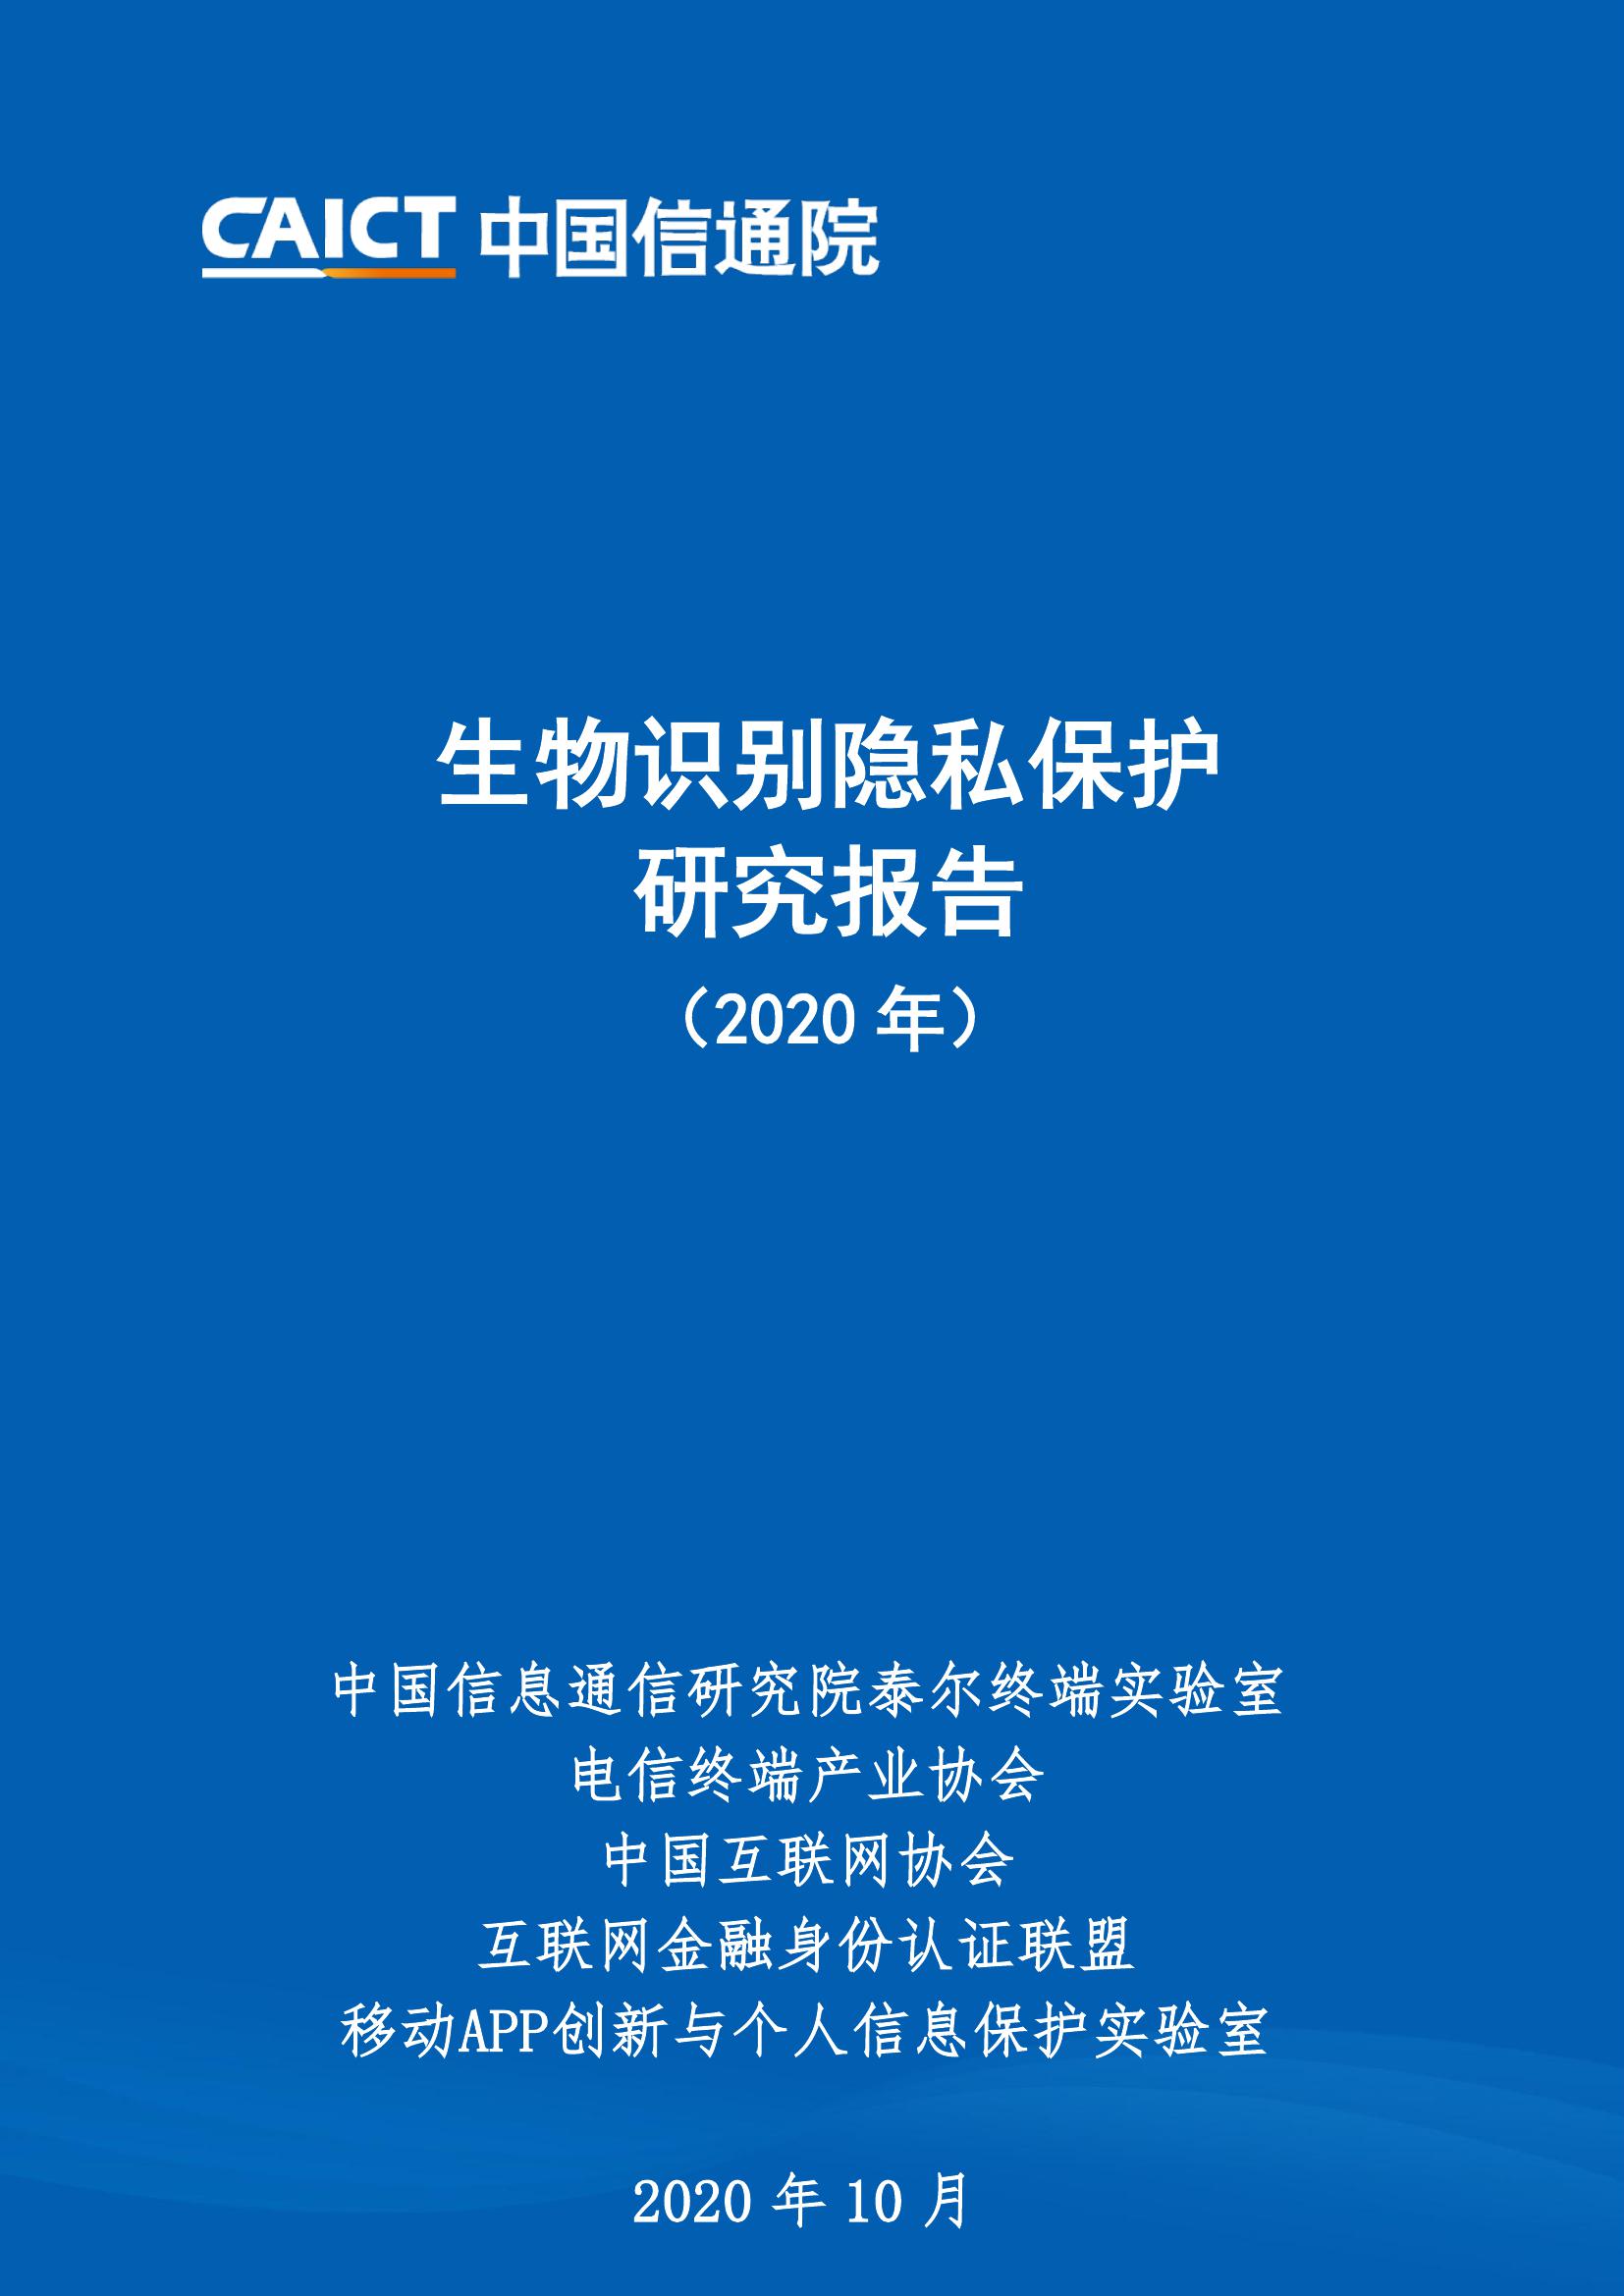 CAICT 中国信通院
生物识别隐私保护
研究报告
（2020 年）
中国信息通信研究院泰尔终端实验室
电信终端产业协会
中国互联网协会
互联网金融身份认证联盟
移动APP创新与个人信息保护实验室
2020 年 10 月